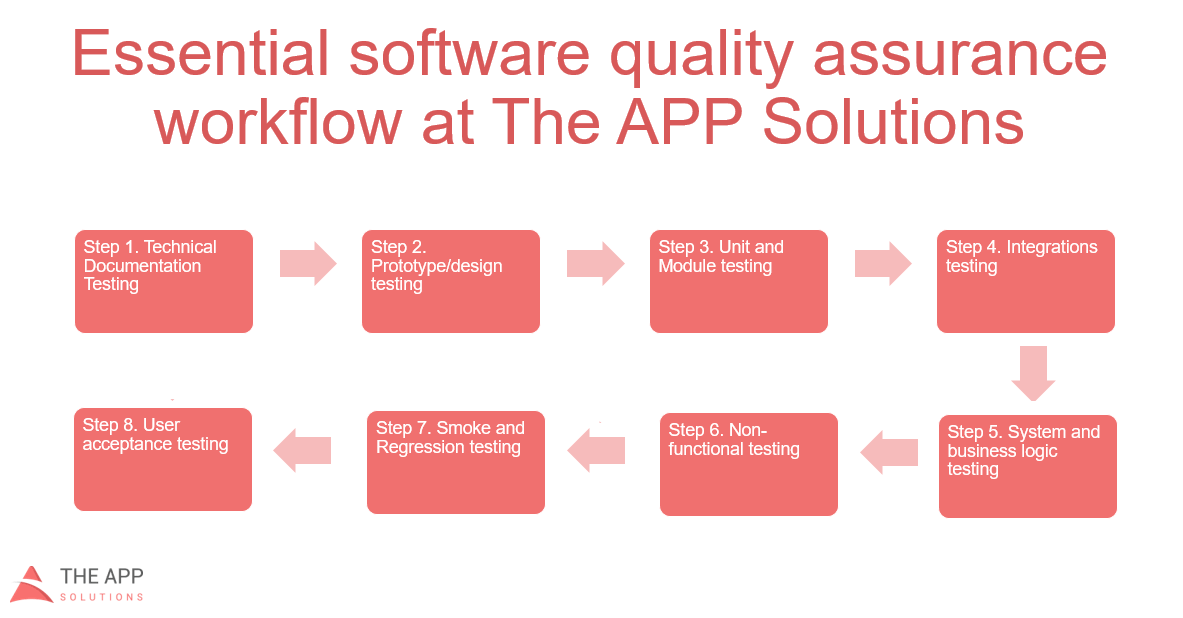 Essential software quality assurance
workflow at The APP Solutions
Step 1. Technical
Documentation
Testing
Step 2.
Prototype/design
testing
Step 3. Unit and
Module testing
Step 4. Integrations
testing
Step 5. System and
business logic
testing
Step 6. Non-
functional testing
Step 7. Smoke and
Regression testing
Step 8. User
acceptance testing
THE APP
SOLUTIONS